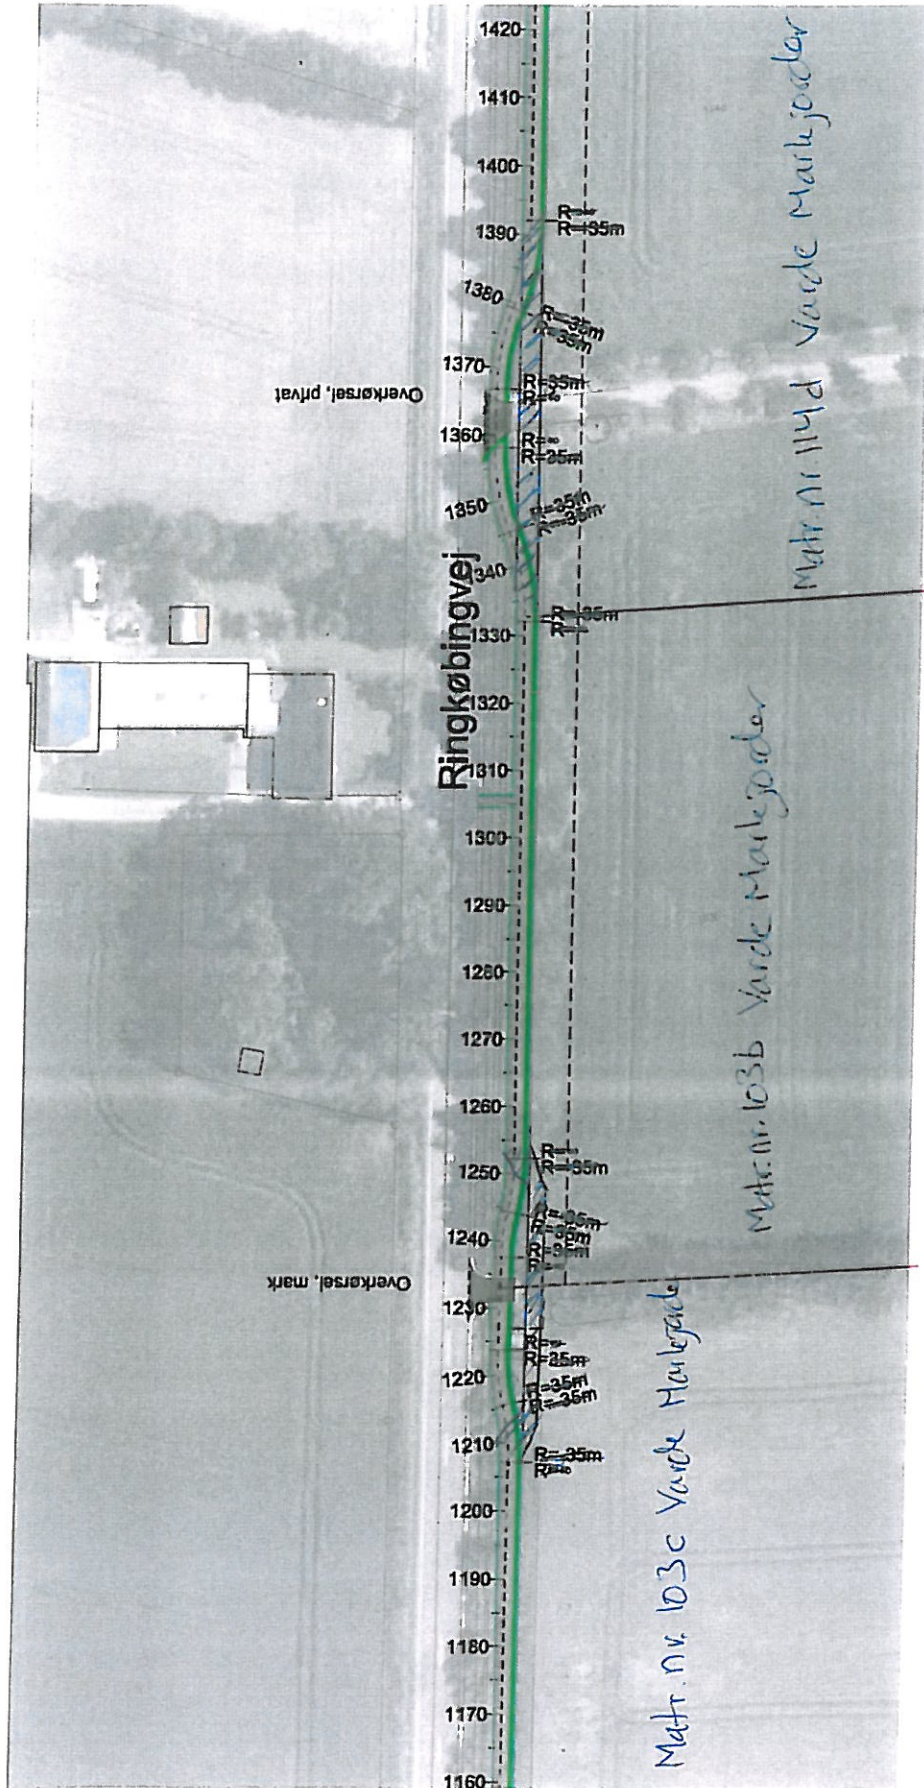 1420
1410
1400
R=∞
R=35m
1390
1380
R=35m
R=35m
1370
R=35m
R=∞
Overkørsel, privat
1360
R=∞
R=35m
1350
R=35m
R=35m
1340
Ringkøbingvej
R=35m
R=∞
1330
1320
1310
1300
1290
1280
1270
1260
R=∞
R=35m
1250
R=35m
R=35m
1240
R=35m
R=∞
Overkørsel, mark
1230
R=∞
R=35m
1220
R=35m
R=35m
1210
R=35m
R=∞
1200
1190
1180
1170
1160
Matr. nr. 114d Varde Markjorder
Matr. nr. 103b Varde Markjorder
Matr. nr. 103c Varde Markjorder